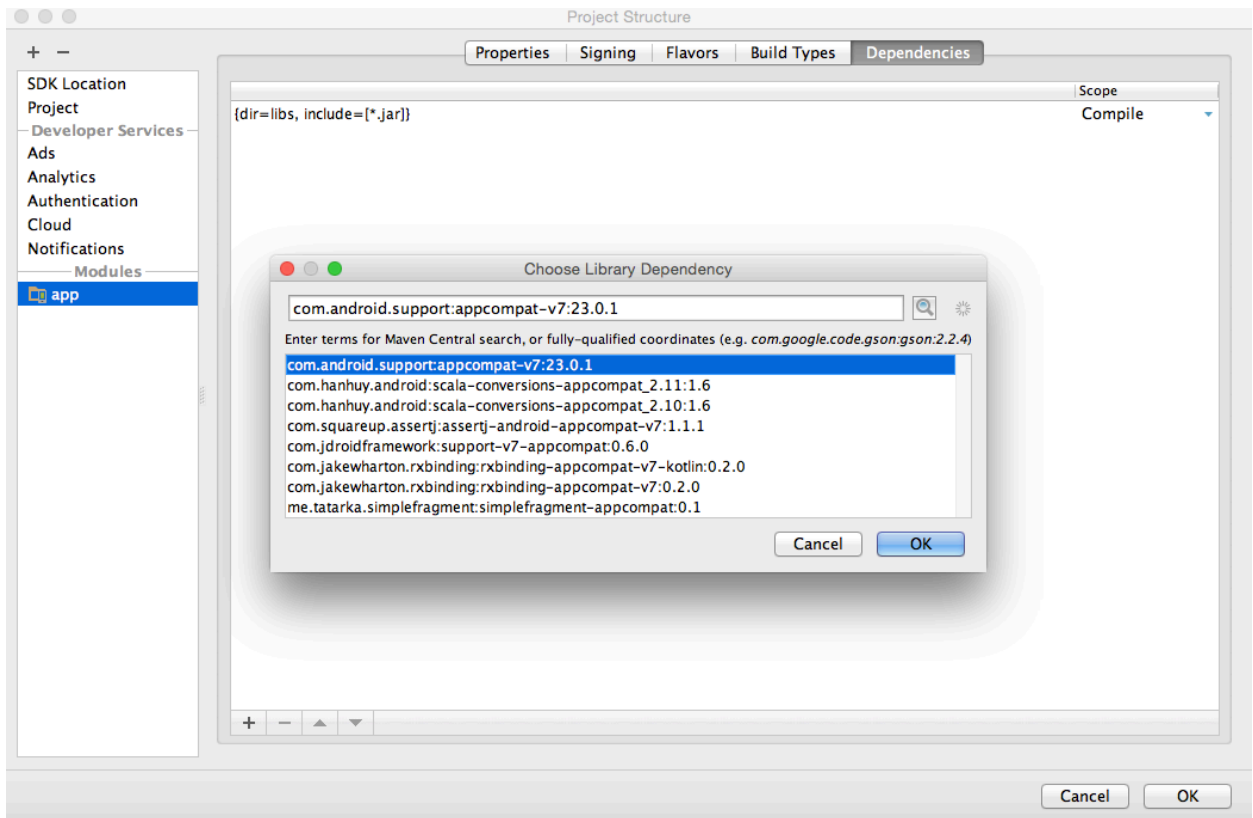 Project Structure
+ −
Properties Signing Flavors Build Types Dependencies
SDK Location
Project
Developer Services
Ads
Analytics
Authentication
Cloud
Notifications
Modules
app
Scope
{dir=libs, include=[*.jar]} Compile
Choose Library Dependency
com.android.support:appcompat-v7:23.0.1
Enter terms for Maven Central search, or fully-qualified coordinates (e.g. com.google.code.gson:gson:2.2.4)
com.android.support:appcompat-v7:23.0.1
com.hanhuy.android:scala-conversions-appcompat_2.11:1.6
com.hanhuy.android:scala-conversions-appcompat_2.10:1.6
com.squareup.assertj:assertj-android-appcompat-v7:1.1.1
com.jdroidframework:support-v7-appcompat:0.6.0
com.jakewharton.rxbinding:rxbinding-appcompat-v7-kotlin:0.2.0
com.jakewharton.rxbinding:rxbinding-appcompat-v7:0.2.0
me.tatarka.simplefragment:simplefragment-appcompat:0.1
Cancel OK
+ −
Cancel OK